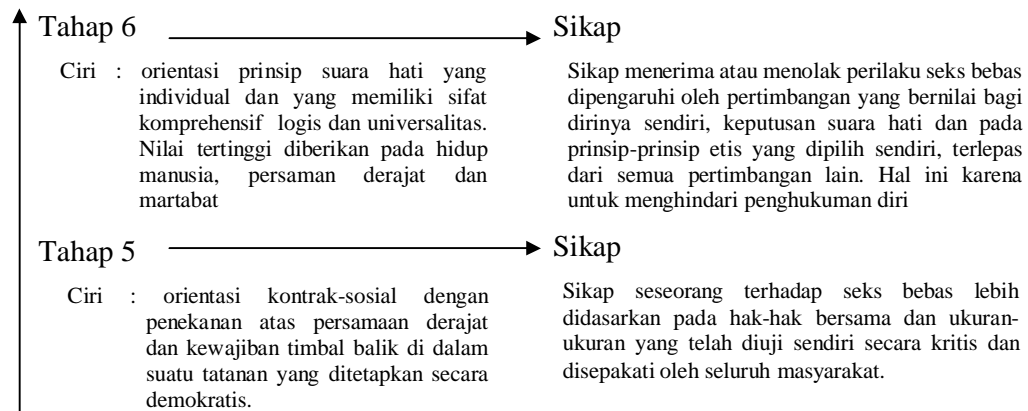 Tahap 6
Sikap
Ciri : orientasi prinsip suara hati yang
individual dan yang memiliki sifat
komprehensif logis dan universalitas.
Nilai tertinggi diberikan pada hidup
manusia, persaman derajat dan
martabat
Sikap menerima atau menolak perilaku seks bebas
dipengaruhi oleh pertimbangan yang bernilai bagi
dirinya sendiri, keputusan suara hati dan pada
prinsip-prinsip etis yang dipilih sendiri, terlepas
dari semua pertimbangan lain. Hal ini karena
untuk menghindari penghukuman diri
Tahap 5
Sikap
Ciri : orientasi kontrak-sosial dengan
penekanan atas persamaan derajat
dan kewajiban timbal balik di dalam
suatu tatanan yang ditetapkan secara
demokratis.
Sikap seseorang terhadap seks bebas lebih
didasarkan pada hak-hak bersama dan ukuran-
ukuran yang telah diuji sendiri secara kritis dan
disepakati oleh seluruh masyarakat.